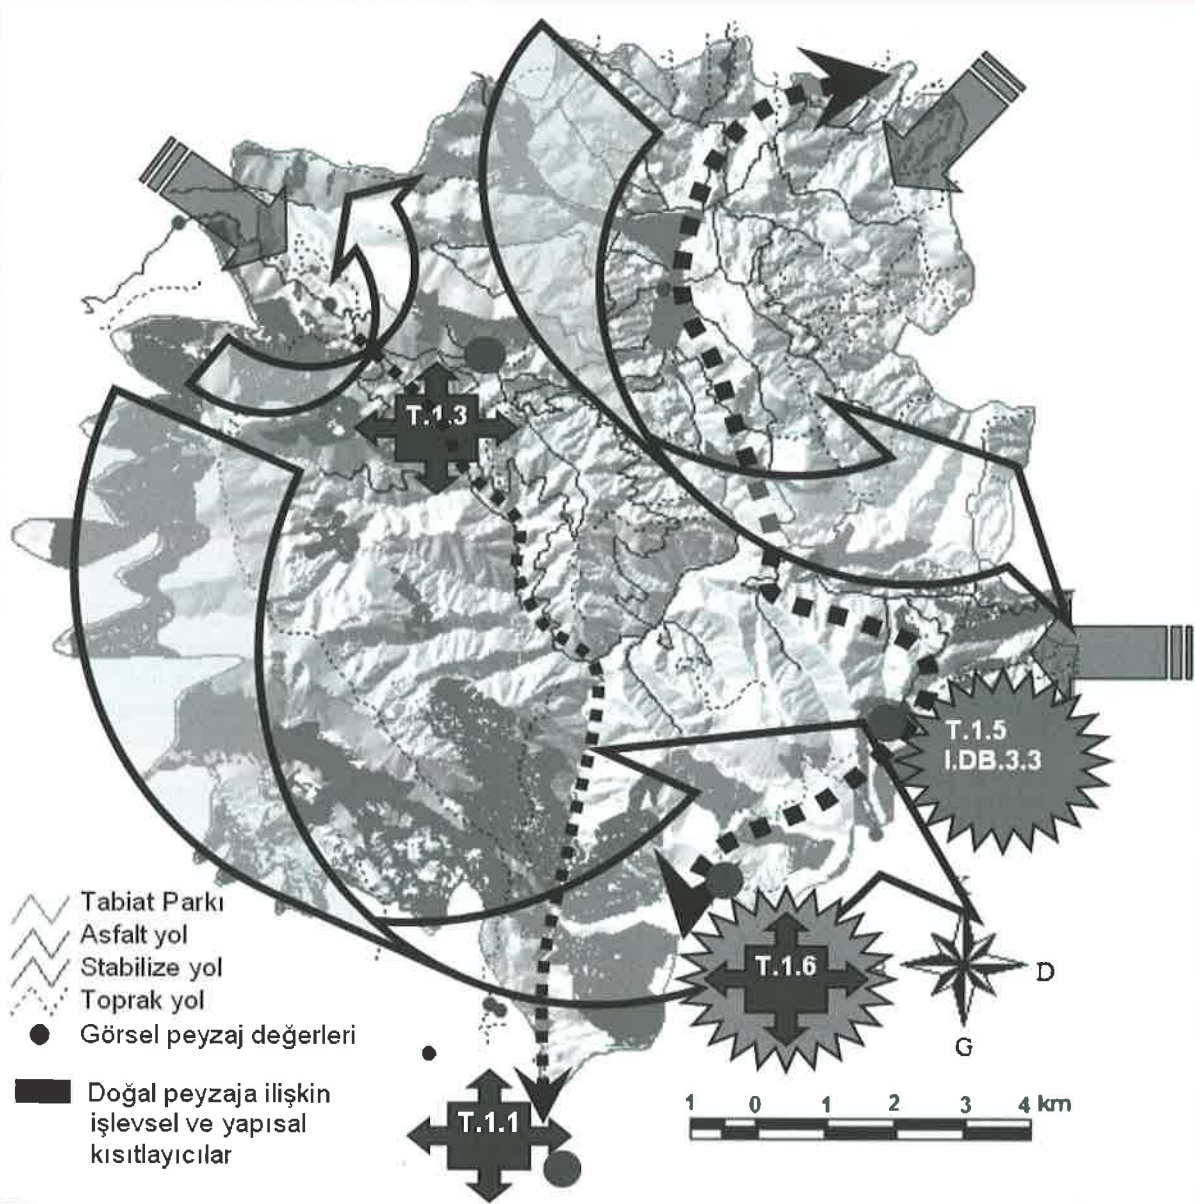 T.1.3
T.1.5
I.DB.3.3
Tabiat Parkı
Asfalt yol
Stabilize yol
Toprak yol
Görsel peyzaj değerleri
Doğal peyzaja ilişkin
işlevsel ve yapısal
kısıtlayıcılar
T.1.6
D
G
T.1.1
1 0 1 2 3 4 km